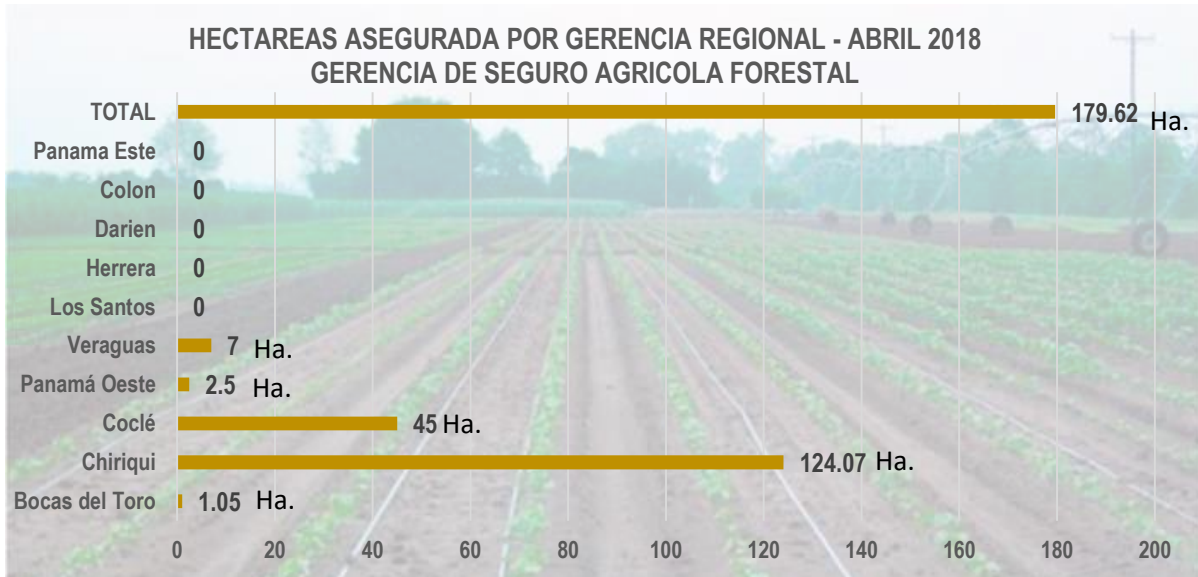 HECTAREAS ASEGURADA POR GERENCIA REGIONAL - ABRIL 2018
GERENCIA DE SEGURO AGRICOLA FORESTAL
TOTAL 179.62 Ha.
Panama Este 0
Colon 0
Darien 0
Herrera 0
Los Santos 0
Veraguas 7 Ha.
Panamá Oeste 2.5 Ha.
Coclé 45 Ha.
Chiriqui 124.07 Ha.
Bocas del Toro 1.05 Ha.
0 20 40 60 80 100 120 140 160 180 200